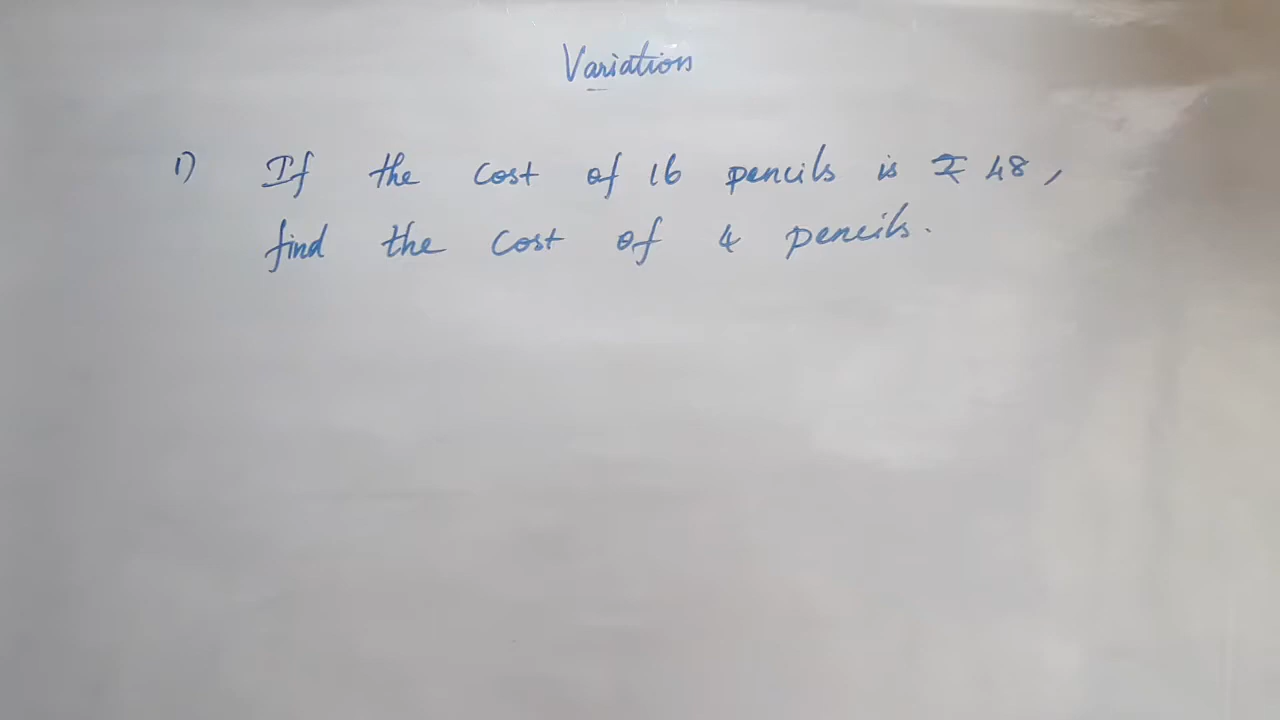 Variation
1) If the cost of 16 pencils is ₹ 48,
find the cost of 4 pencils.